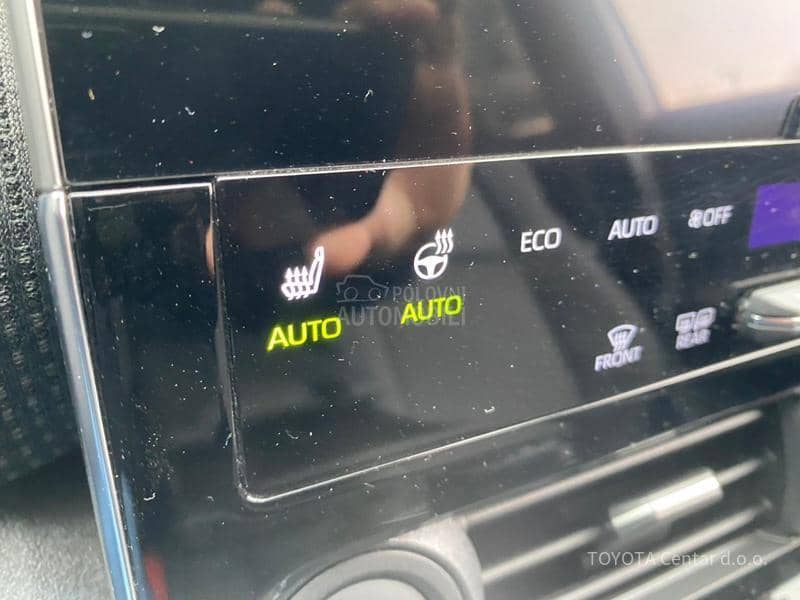 ECO
AUTO
OFF
AUTO
AUTO
POLOVNI
AUTOMOBILI
FRONT
REAR
TOYOTA Centar d.o.o.